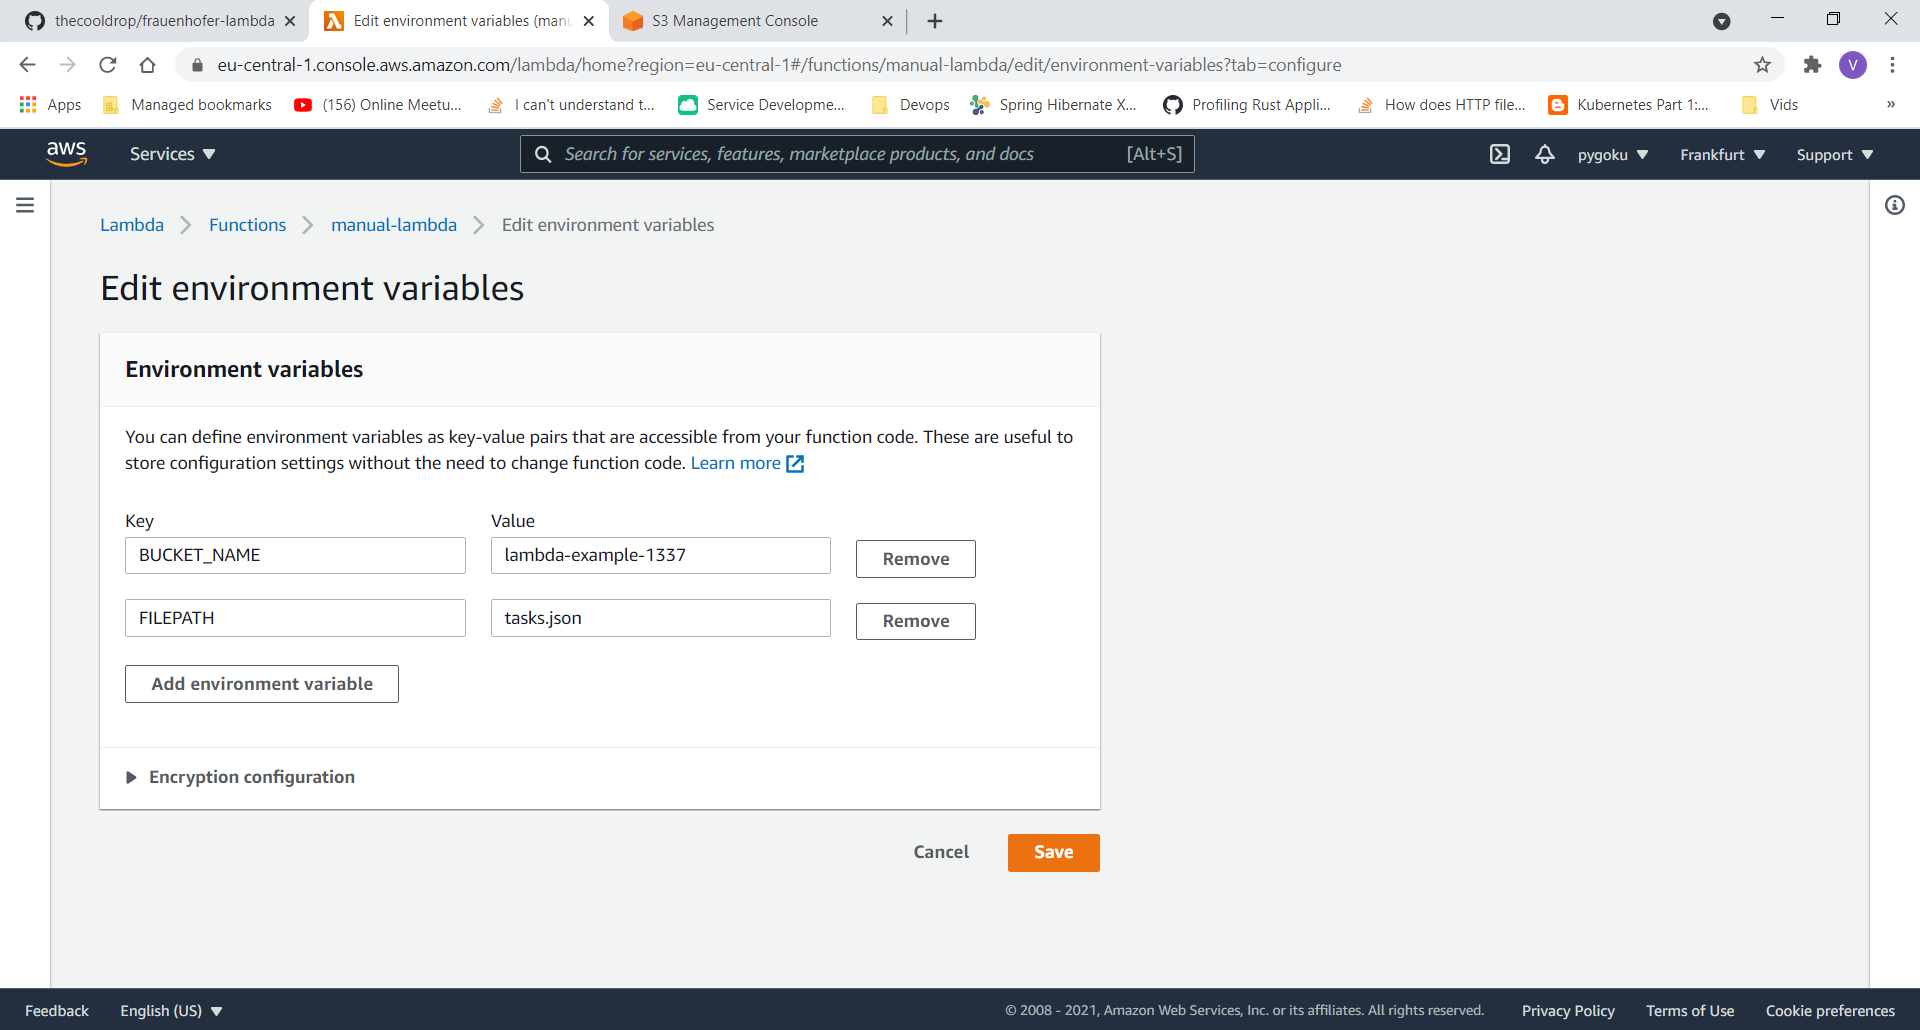 thecooldrop/frauenhofer-lambda
Edit environment variables (man
S3 Management Console
eu-central-1.console.aws.amazon.com/lambda/home?region=eu-central-1#/functions/manual-lambda/edit/environment-variables?tab=configure
V
Apps
Managed bookmarks
(156) Online Meetu...
I can't understand t...
Service Developme...
Devops
Spring Hibernate X...
Profiling Rust Appli...
How does HTTP file...
Kubernetes Part 1:...
Vids
»
aws
Services
Search for services, features, marketplace products, and docs
[Alt+S]
pygoku
Frankfurt
Support
Lambda
Functions
manual-lambda
Edit environment variables
Edit environment variables
Environment variables
You can define environment variables as key-value pairs that are accessible from your function code. These are useful to
store configuration settings without the need to change function code. Learn more
Key
Value
BUCKET_NAME
lambda-example-1337
Remove
FILEPATH
tasks.json
Remove
Add environment variable
Encryption configuration
Cancel
Save
Feedback
English (US)
© 2008 - 2021, Amazon Web Services, Inc. or its affiliates. All rights reserved.
Privacy Policy
Terms of Use
Cookie preferences